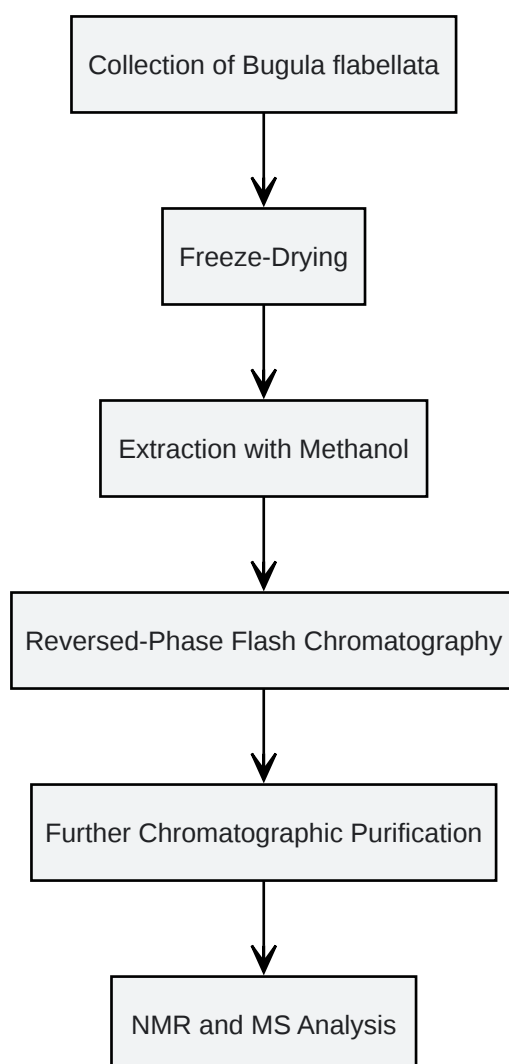 Collection of Bugula flabellata
Freeze-Drying
Extraction with Methanol
Reversed-Phase Flash Chromatography
Further Chromatographic Purification
NMR and MS Analysis